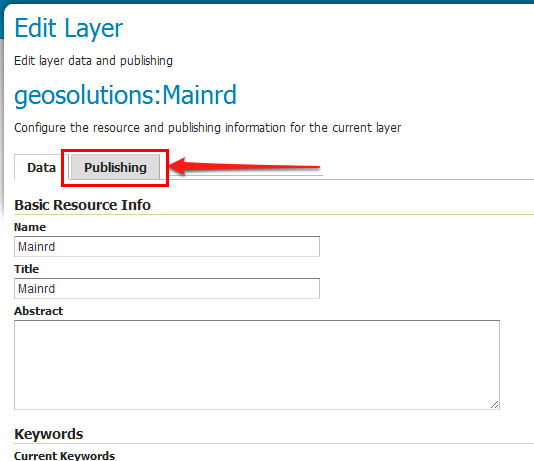 Edit Layer
Edit layer data and publishing
geosolutions:Mainrd
Configure the resource and publishing information for the current layer
Data Publishing
Basic Resource Info
Name
Mainrd
Title
Mainrd
Abstract
Keywords
Current Keywords